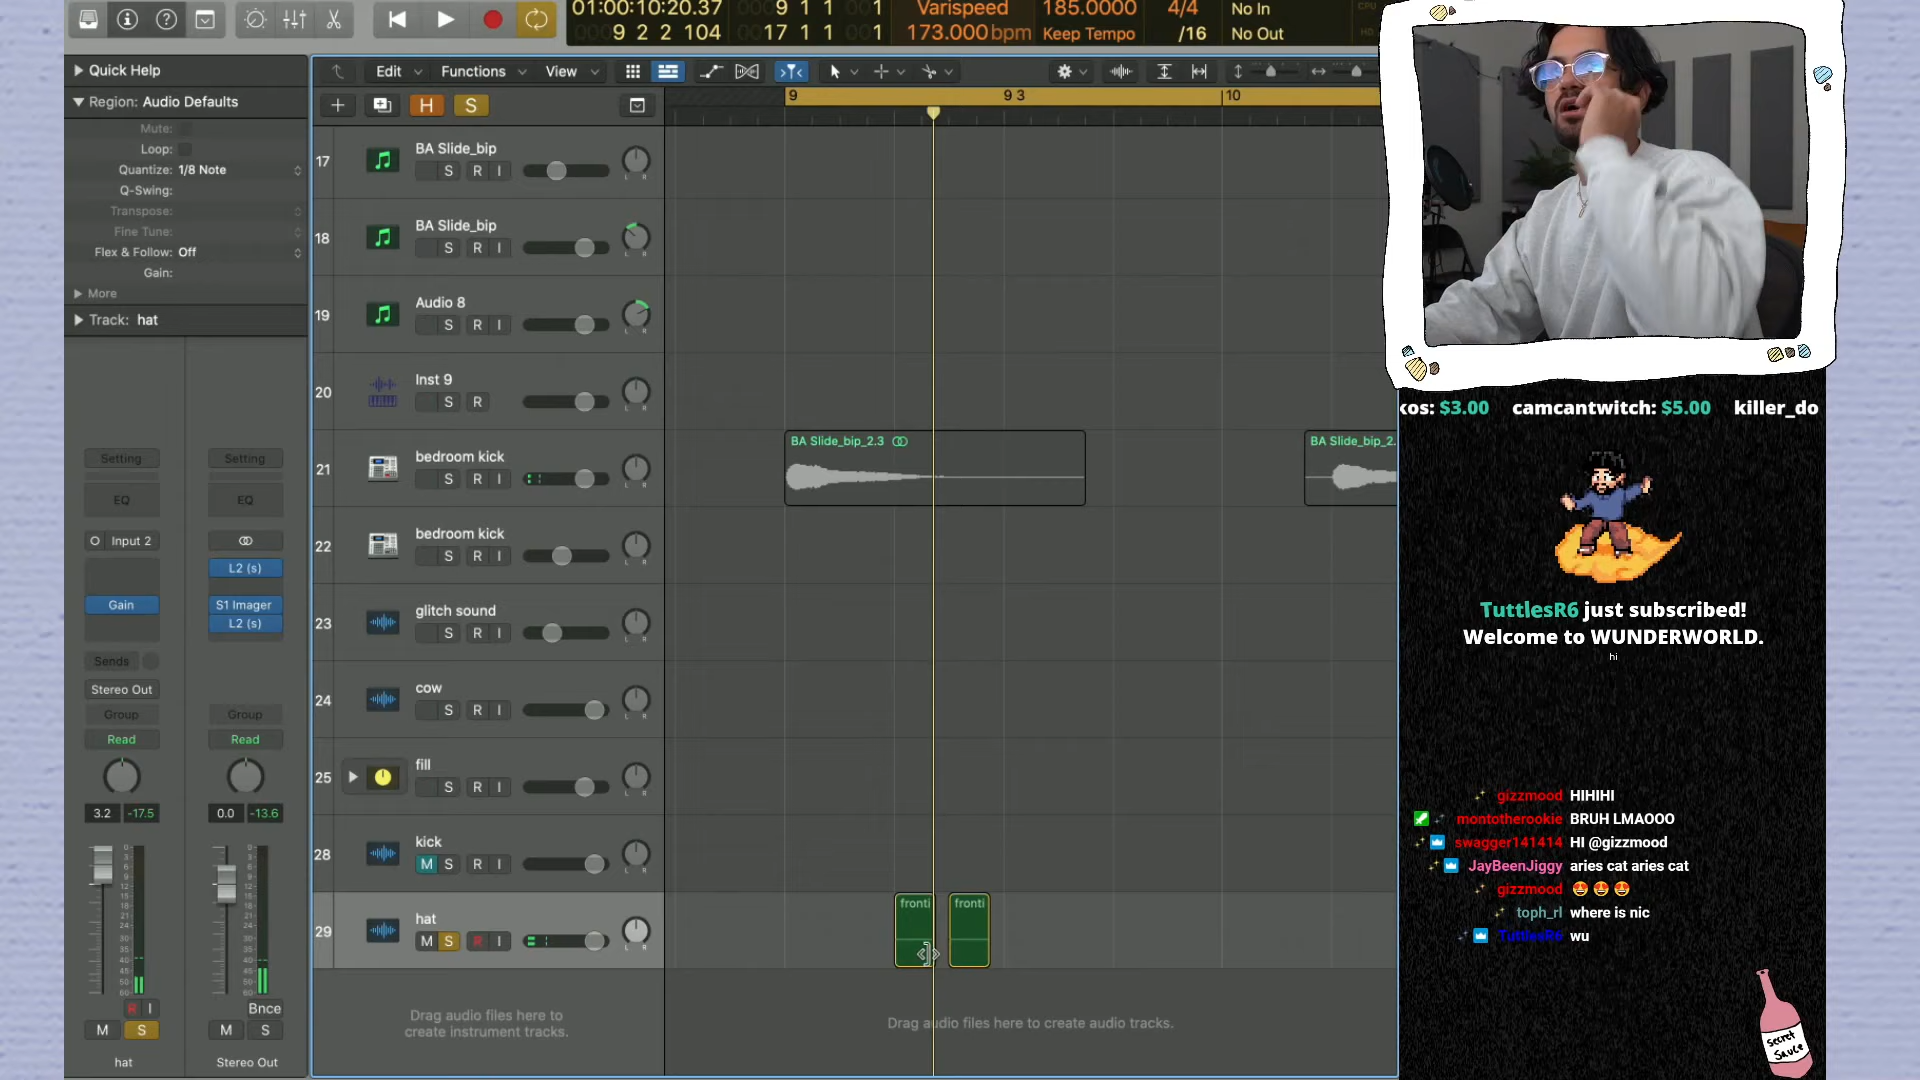 01:00:10:20.37
9 2 2 104
9 1 1 1
17 1 1 1
Varispeed
173.000 bpm
185.0000
Keep Tempo
4/4
/16
No In
No Out
CPU
Quick Help
Region: Audio Defaults
Mute:
Loop:
Quantize: 1/8 Note
Q-Swing:
Transpose:
Fine Tune:
Flex & Follow: Off
Gain:
More
Track: hat
Edit
Functions
View
H
S
9
9 3
10
17
BA Slide_bip
S R I
18
BA Slide_bip
S R I
19
Audio 8
S R I
20
Inst 9
S R
21
bedroom kick
S R I
22
bedroom kick
S R I
23
glitch sound
S R I
24
cow
S R I
25
fill
S R I
28
kick
M S R I
29
hat
M S R I
BA Slide_bip_2.3
BA Slide_bip_2.
fronti
fronti
Drag audio files here to
create instrument tracks.
Drag audio files here to create audio tracks.
Setting
Setting
EQ
EQ
Input 2
L2 (s)
Gain
S1 Imager
L2 (s)
Sends
Stereo Out
Group
Group
Read
Read
3.2 -17.5
0.0 -13.6
R I
Bnce
M S
M S
hat
Stereo Out
kos: $3.00 camcantwitch: $5.00 killer_do
TuttlesR6 just subscribed!
Welcome to WUNDERWORLD.
hi
gizzmood HIHIHI
montotherookie BRUH LMAOOO
swagger141414 HI @gizzmood
JayBeenJiggy aries cat aries cat
gizzmood 😍 😍 😍
toph_rl where is nic
TuttlesR6 wu
Secret
Sauce